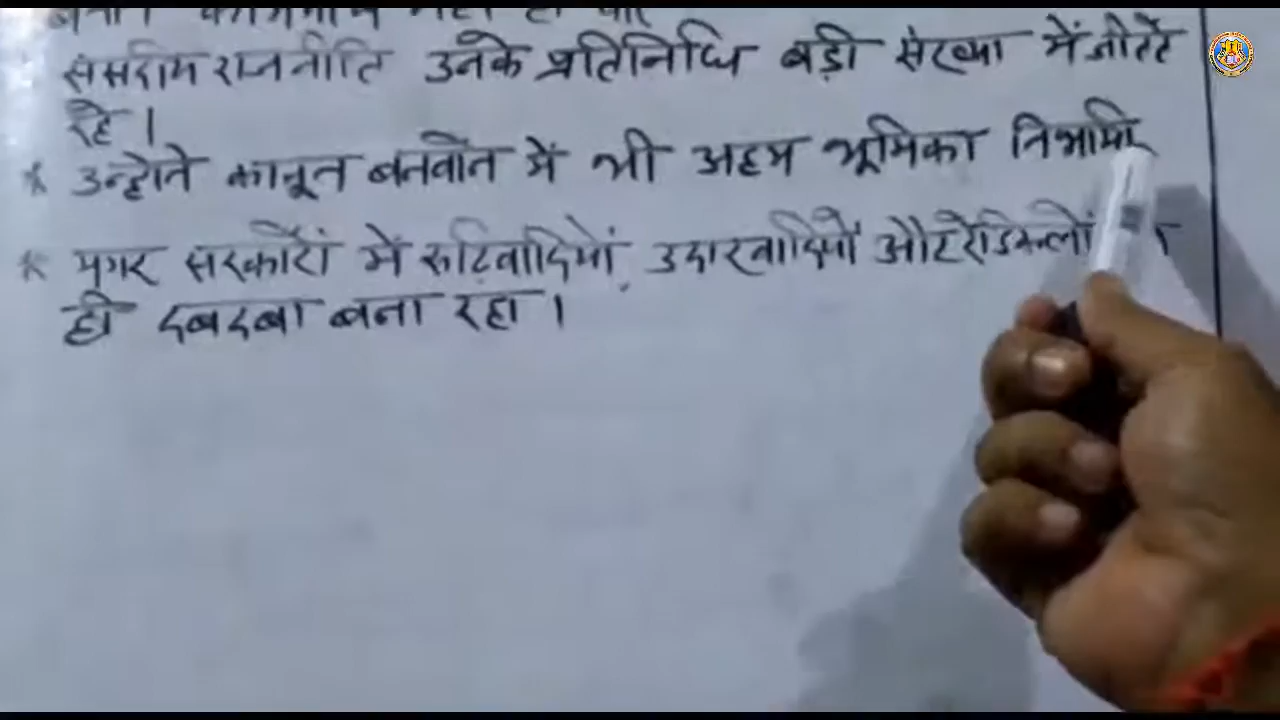 संसदीय राजनीति उनके प्रतिनिधि बड़ी संख्या में जीतते
रहे।
* उन्होने कानून बनवाने में भी अहम भूमिका निभायी
* मगर सरकारों में रुढिवादियों, उदारवादियों और रेडिकलों
ही दबदबा बना रहा।